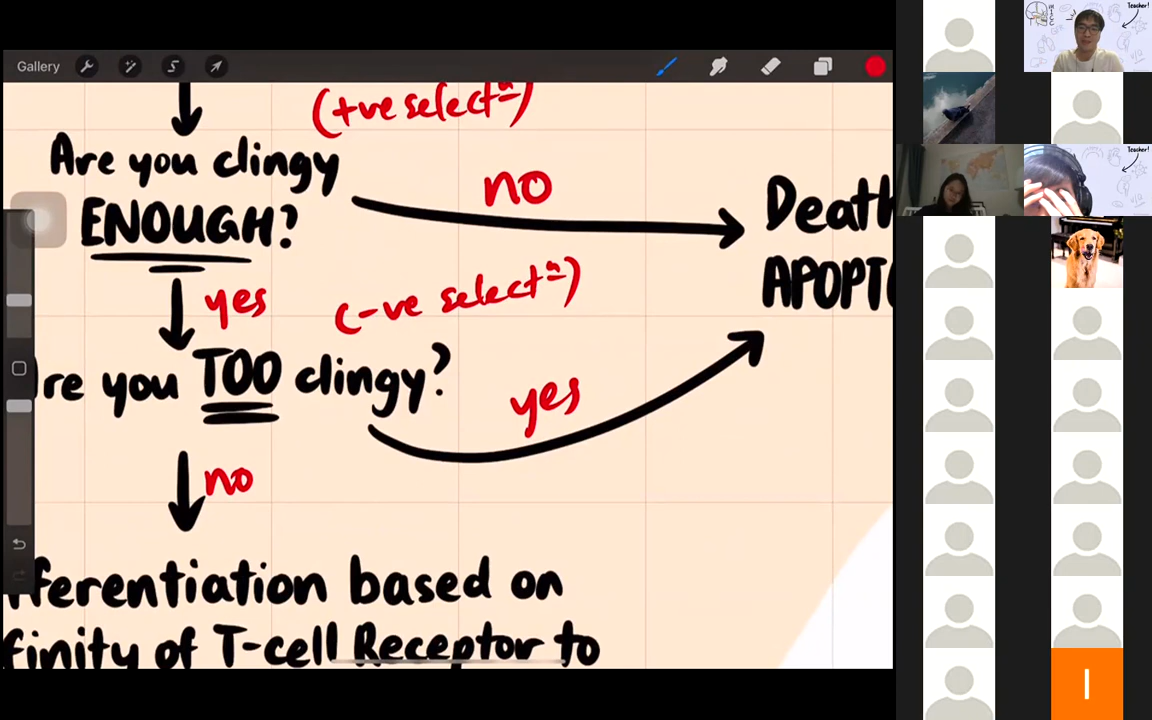 Gallery
(+ve selectⁿ)
Are you clingy
no
ENOUGH?
Death
APOPT
(-ve selectⁿ)
yes
re you TOO clingy?
yes
no
fferentiation based on
finity of T-cell Receptor to
Teacher!
Teacher!
I